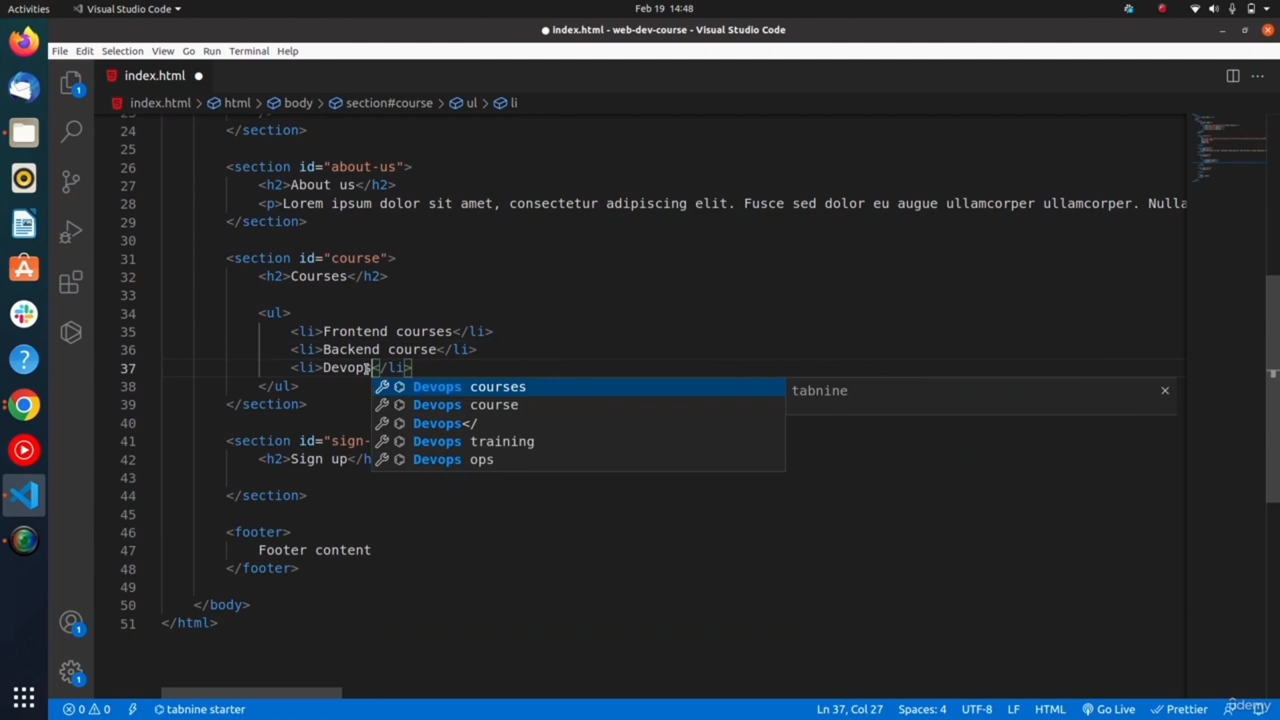 Activities
Visual Studio Code
Feb 19 14:48
index.html - web-dev-course - Visual Studio Code
File Edit Selection View Go Run Terminal Help
index.html
index.html > html > body > section#course > ul > li
24 </section>
25
26 <section id="about-us">
27 <h2>About us</h2>
28 <p>Lorem ipsum dolor sit amet, consectetur adipiscing elit. Fusce sed dolor eu augue ullamcorper ullamcorper. Nulla
29 </section>
30
31 <section id="course">
32 <h2>Courses</h2>
33
34 <ul>
35 <li>Frontend courses</li>
36 <li>Backend course</li>
37 <li>Devops</li>
38 </ul>
39 </section>
40
41 <section id="sign-
42 <h2>Sign up</h
43
44 </section>
45
46 <footer>
47 Footer content
48 </footer>
49
50 </body>
51 </html>
Devops courses
Devops course
Devops</
Devops training
Devops ops
tabnine
1
1
1
0 0 tabnine starter Ln 37, Col 27 Spaces: 4 UTF-8 LF HTML Go Live Prettier
udemy